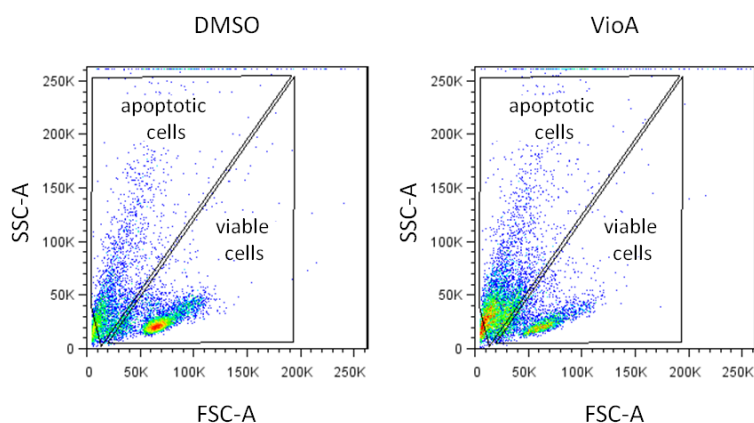 DMSO
VioA
250K
200K
150K
100K
50K
0
SSC-A
apoptotic
cells
viable
cells
0
50K
100K
150K
200K
250K
FSC-A
250K
200K
150K
100K
50K
0
SSC-A
apoptotic
cells
viable
cells
0
50K
100K
150K
200K
250K
FSC-A